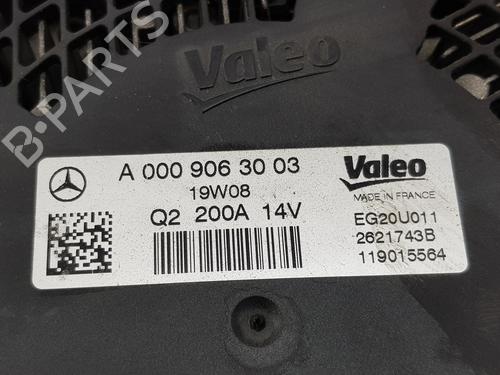 Valeo
B-PARTS
A 000 906 30 03
19W08
Q2 200A 14V
Valeo
MADE IN FRANCE
EG20U011
2621743B
119015564